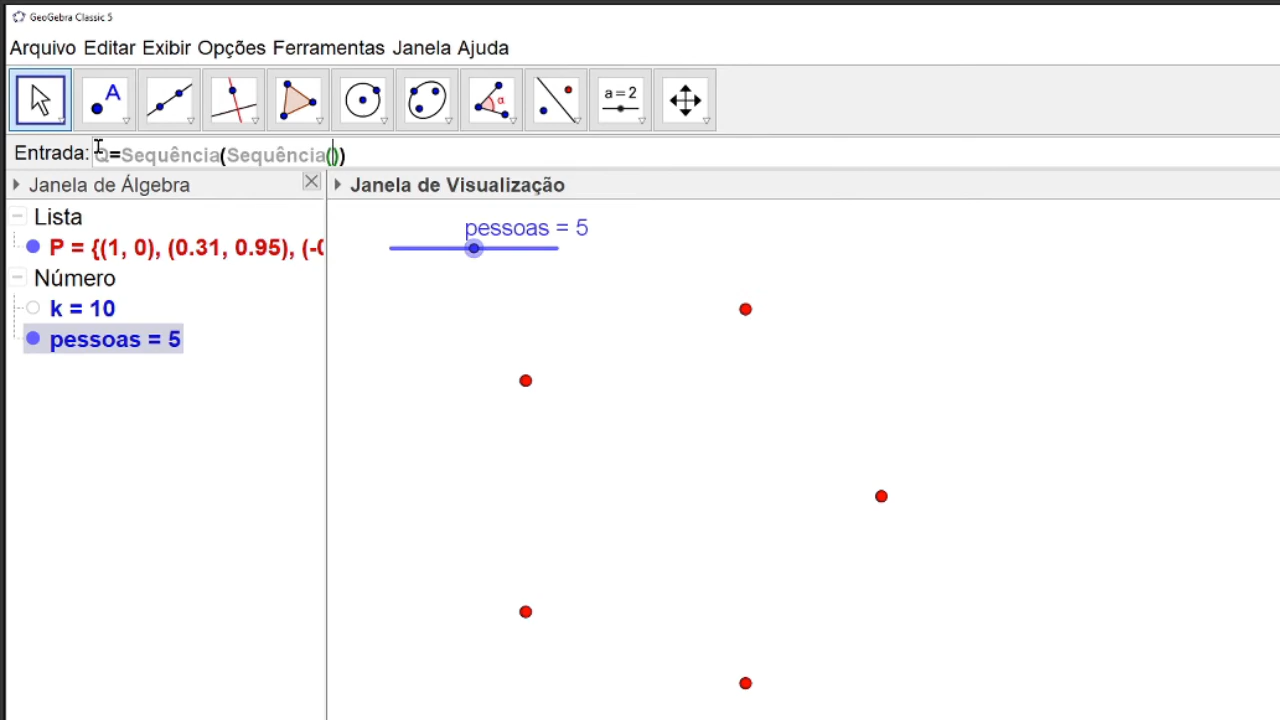 GeoGebra Classic 5
Arquivo Editar Exibir Opções Ferramentas Janela Ajuda
A
α
a=2
Entrada: Q=Sequência(Sequência())
Janela de Álgebra
Janela de Visualização
Lista
P = {(1, 0), (0.31, 0.95), (-0
Número
k = 10
pessoas = 5
pessoas = 5